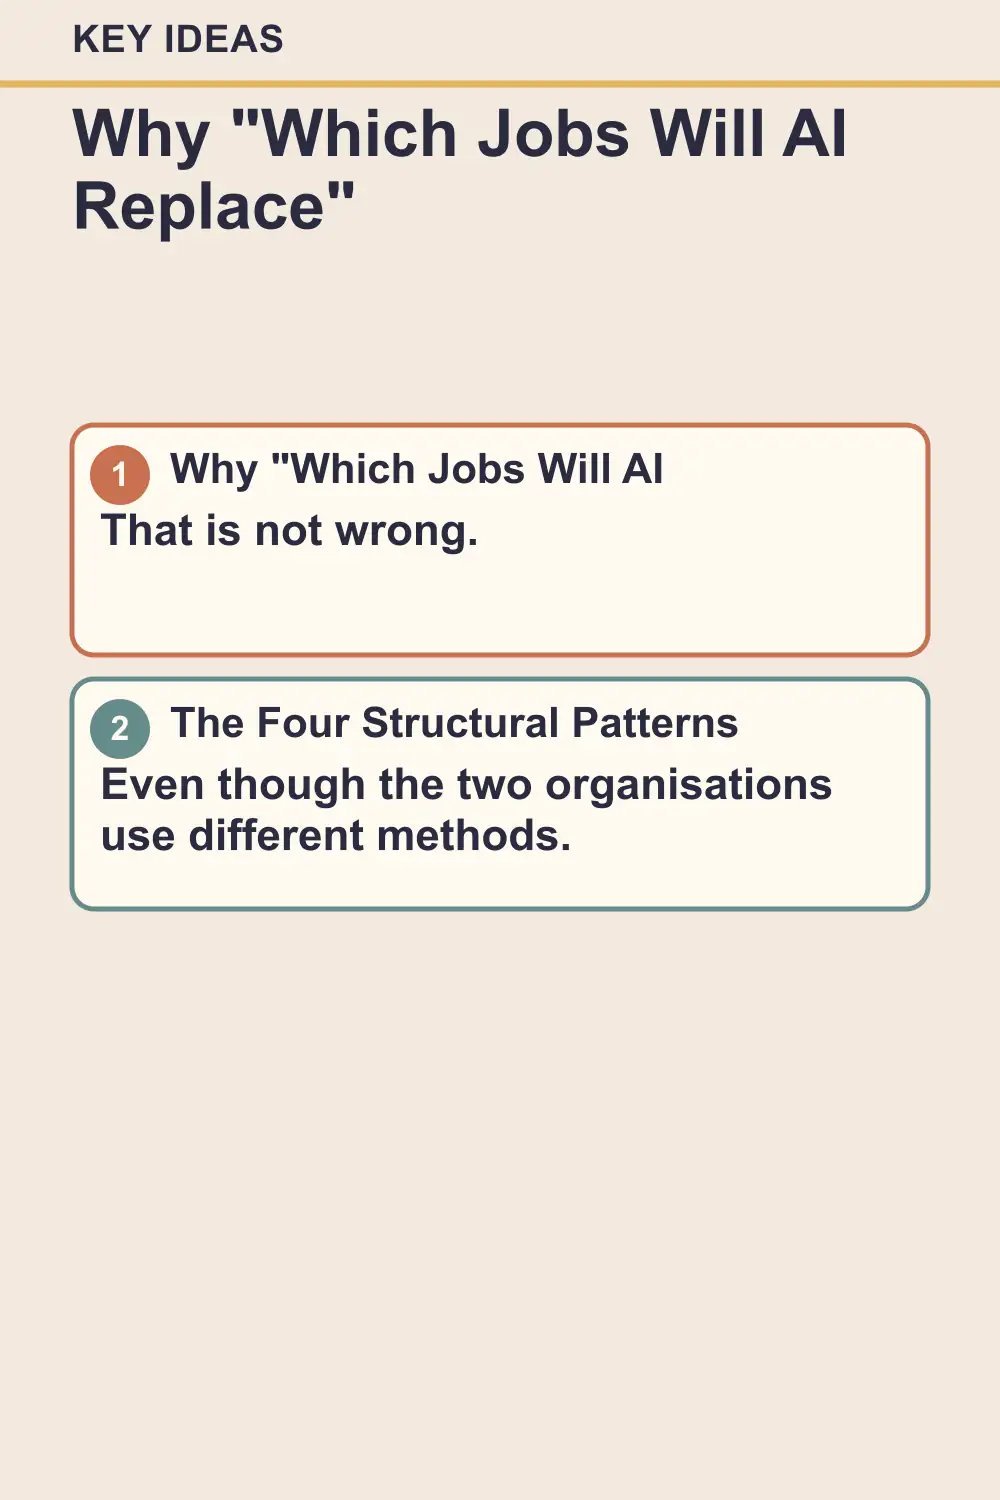 KEY IDEAS
Why "Which Jobs Will AI
Replace"
1 Why "Which Jobs Will AI
That is not wrong.
2 The Four Structural Patterns
Even though the two organisations
use different methods.